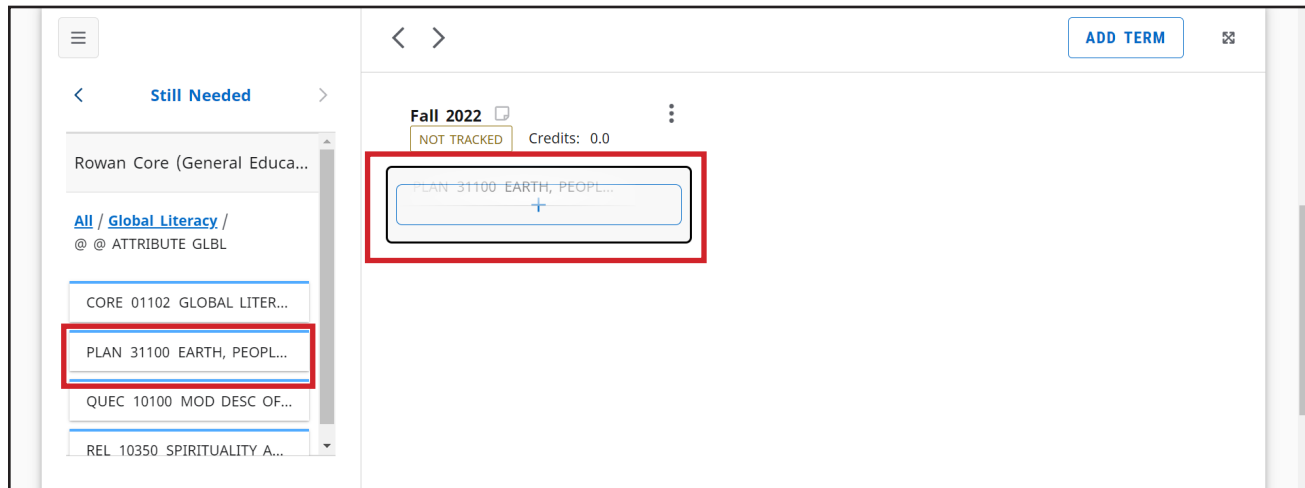 ADD TERM
Still Needed
Rowan Core (General Educa...
All / Global Literacy /
@ @ ATTRIBUTE GLBL
CORE 01102 GLOBAL LITER...
PLAN 31100 EARTH, PEOPL...
QUEC 10100 MOD DESC OF...
REL 10350 SPIRITUALITY A...
Fall 2022
NOT TRACKED Credits: 0.0
PLAN 31100 EARTH, PEOPL...